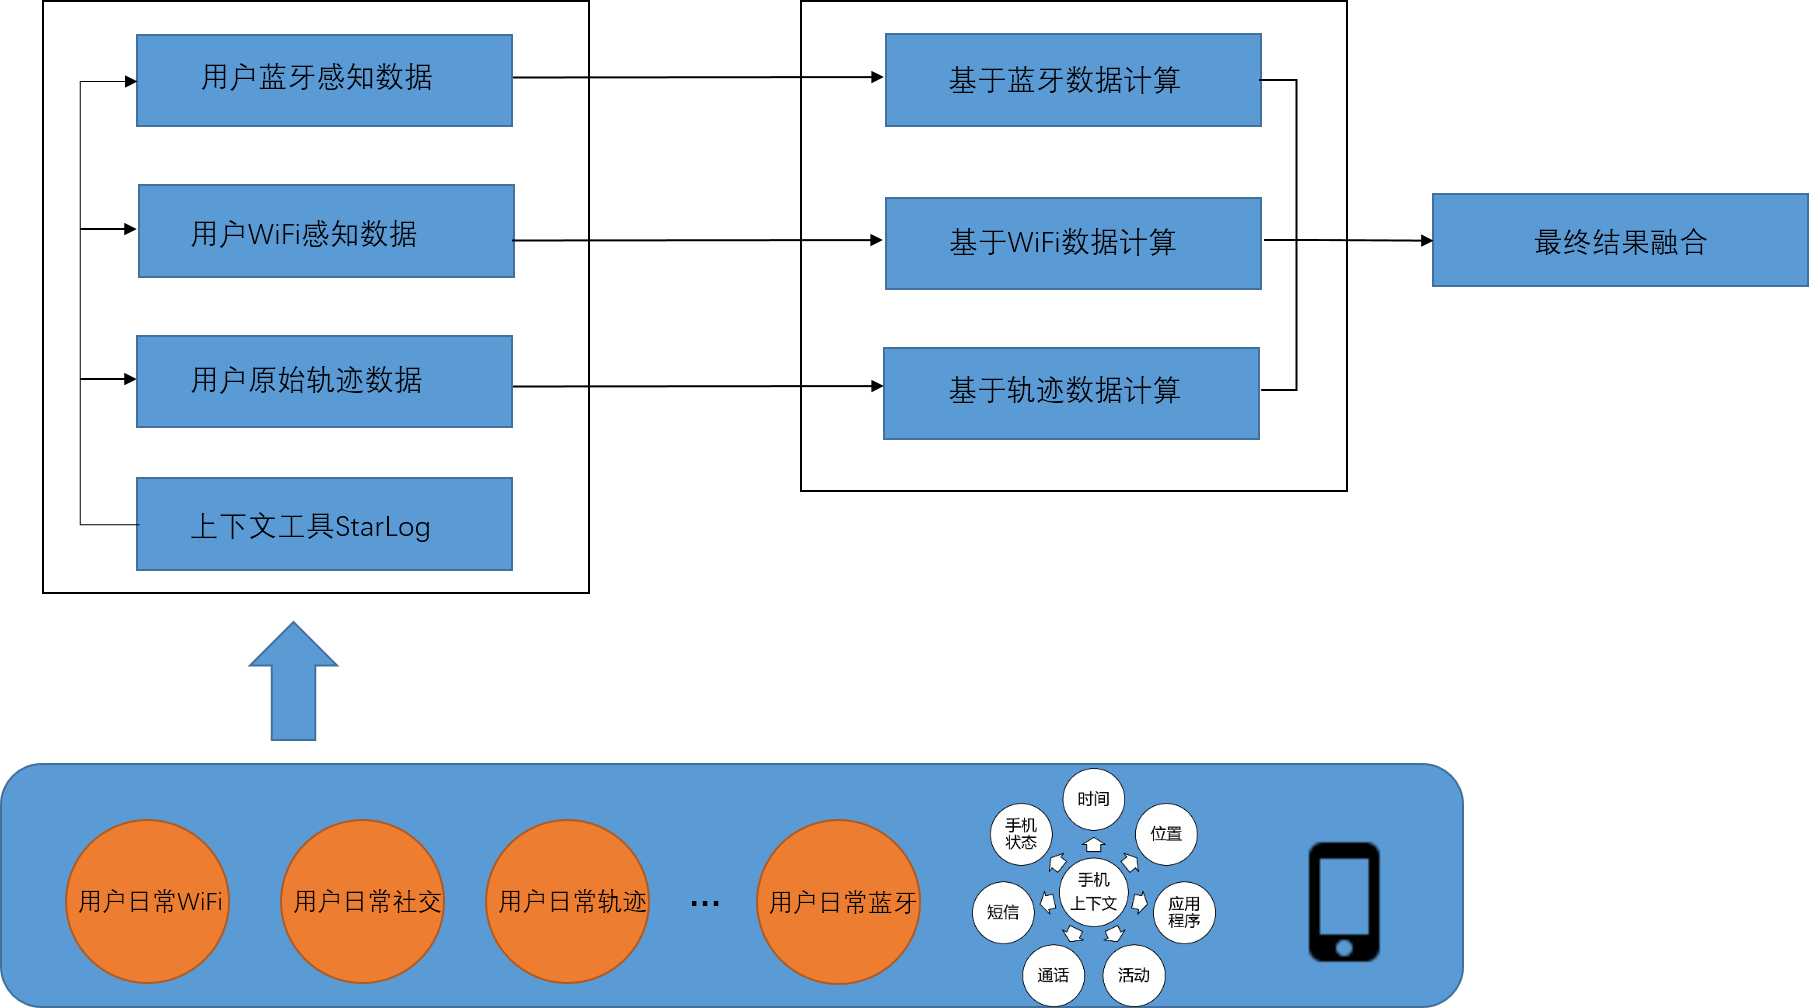 用户蓝牙感知数据
用户WiFi感知数据
用户原始轨迹数据
上下文工具StarLog
基于蓝牙数据计算
基于WiFi数据计算
基于轨迹数据计算
最终结果融合
用户日常WiFi
用户日常社交
用户日常轨迹
...
用户日常蓝牙
时间
手机
状态
位置
手机
上下文
短信
应用
程序
通话
活动